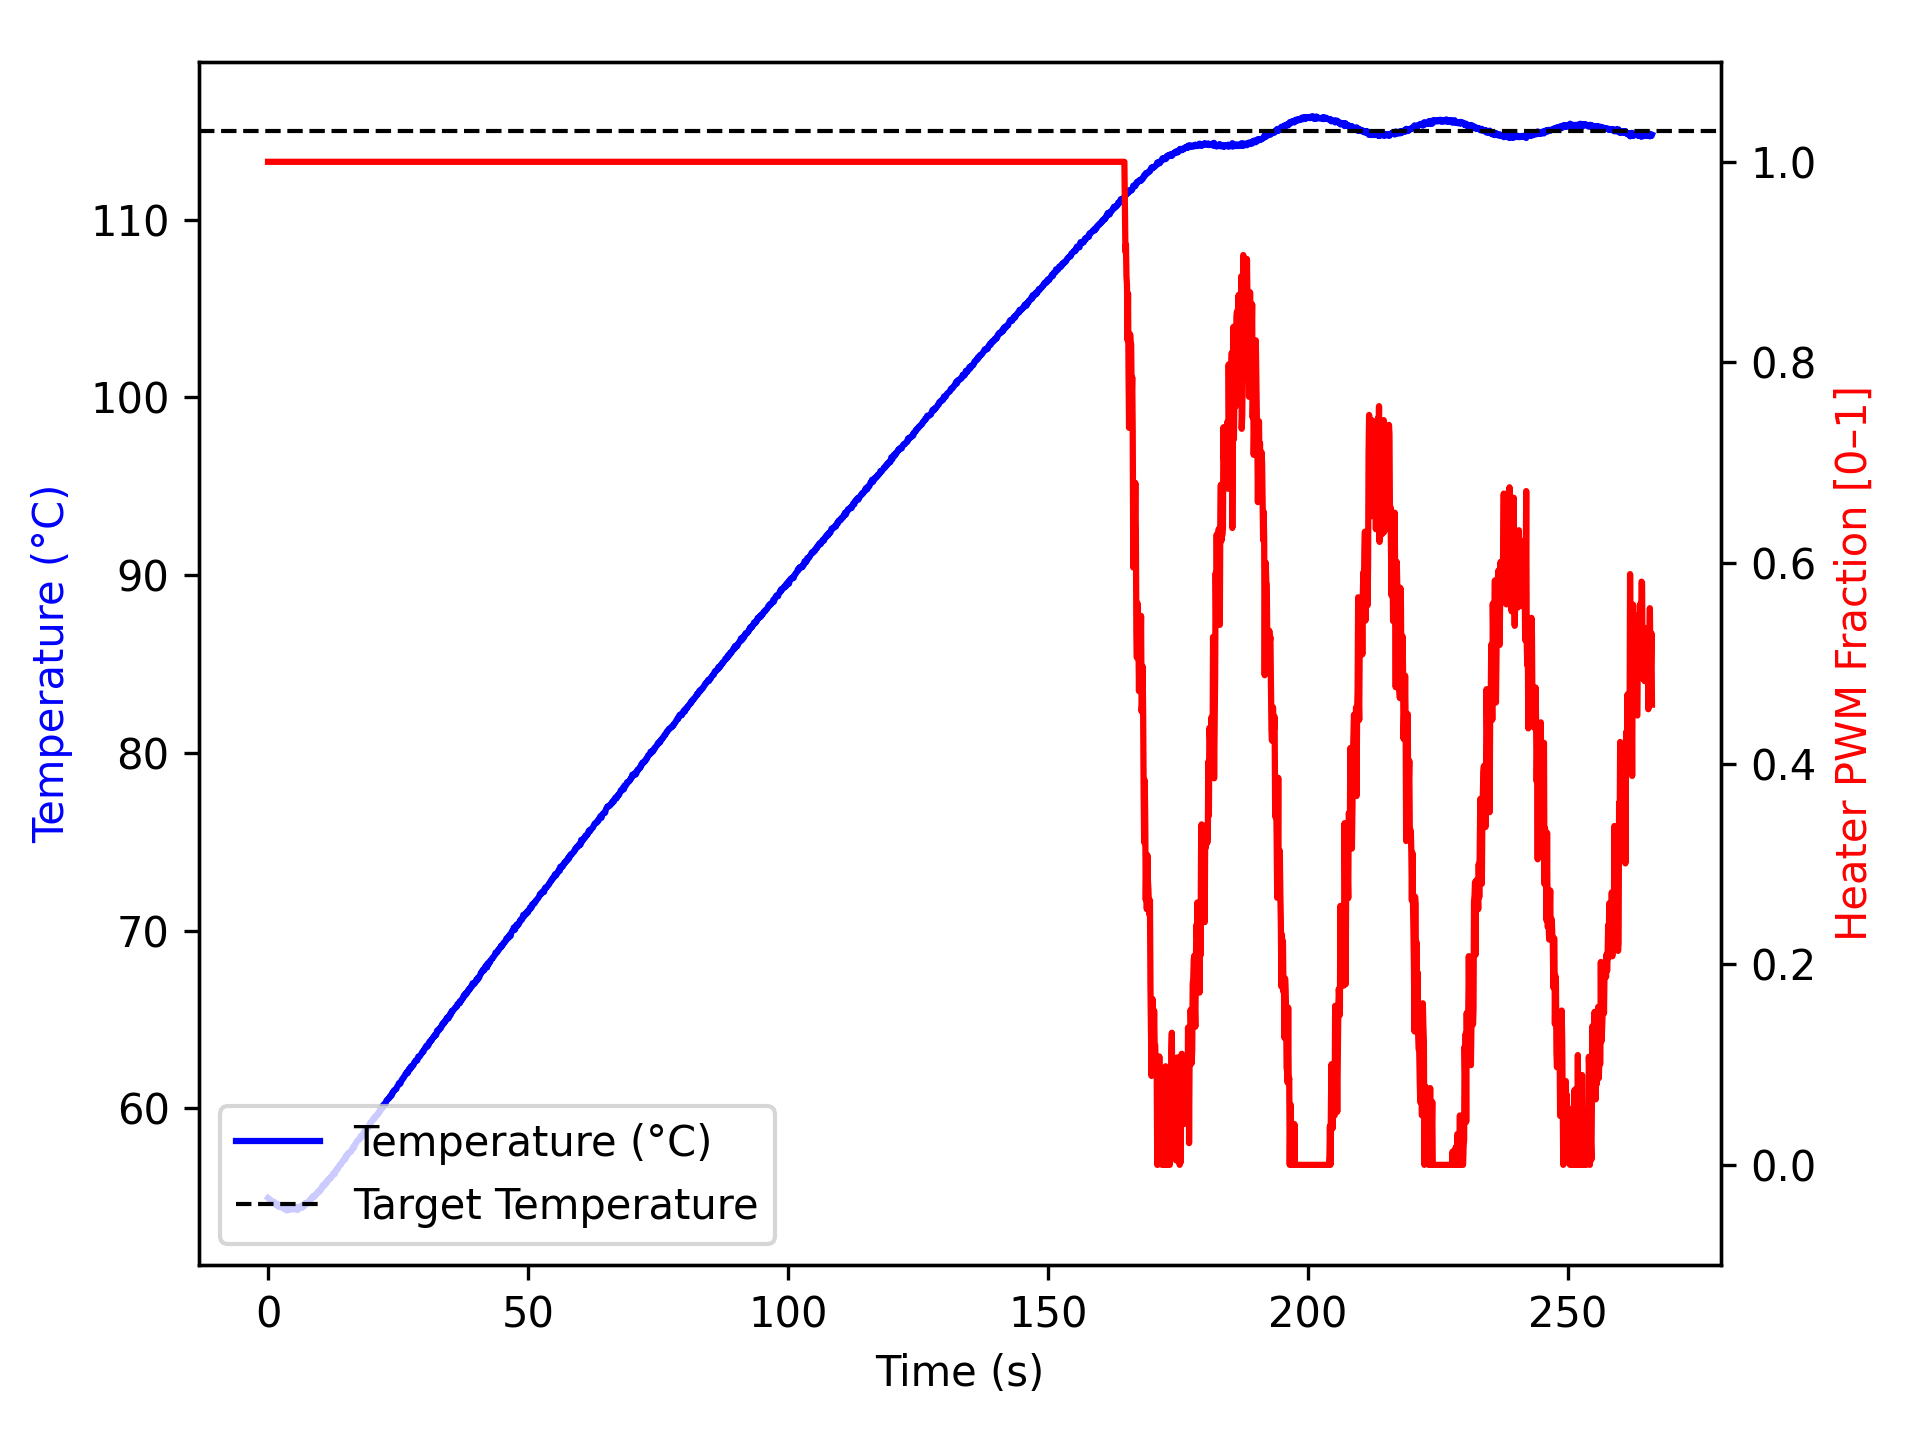 110
100
90
80
70
60
Temperature (°C)
1.0
0.8
0.6
0.4
0.2
0.0
Heater PWM Fraction [0–1]
Temperature (°C)
Target Temperature
0 50 100 150 200 250
Time (s)